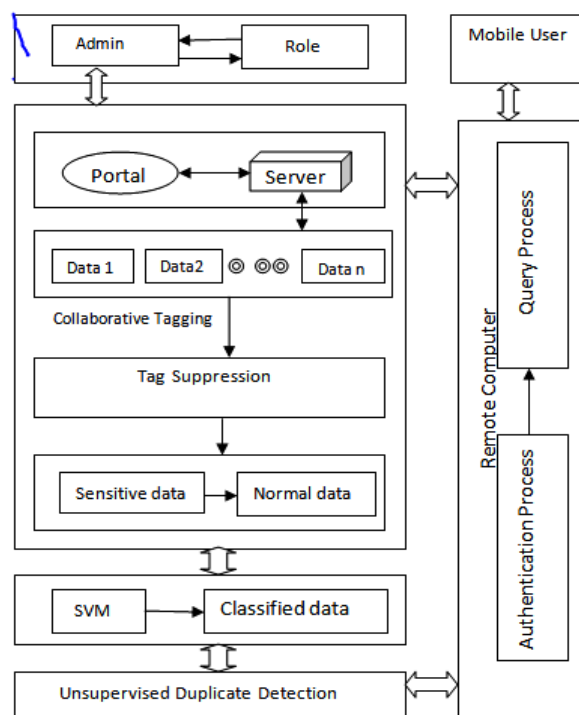 Admin
Role
Mobile User
Portal
Server
Data 1
Data2
Data n
Collaborative Tagging
Tag Suppression
Sensitive data
Normal data
SVM
Classified data
Unsupervised Duplicate Detection
Remote Computer
Query Process
Authentication Process